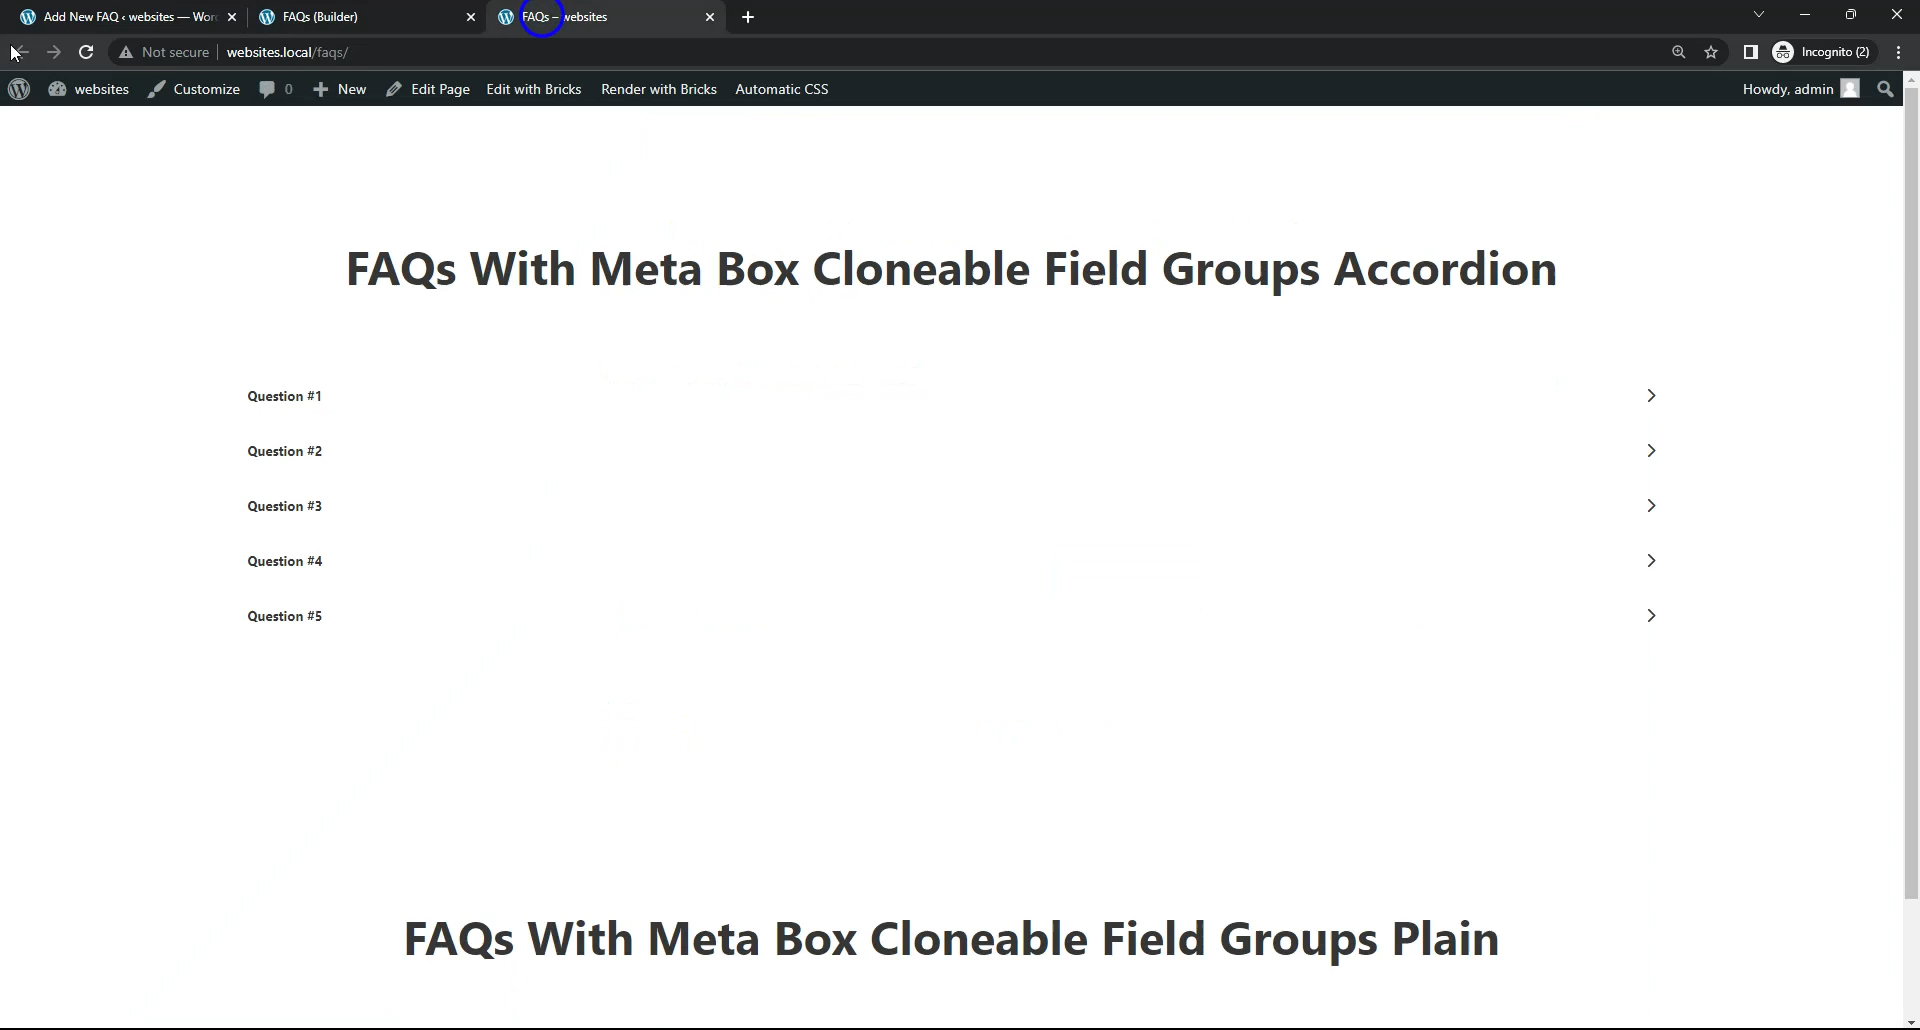 Add New FAQ ‹ websites — Wor
FAQs (Builder)
FAQs – websites
Not secure
websites.local/faqs/
Incognito (2)
websites
Customize
0
New
Edit Page
Edit with Bricks
Render with Bricks
Automatic CSS
Howdy, admin
FAQs With Meta Box Cloneable Field Groups Accordion
Question #1
Question #2
Question #3
Question #4
Question #5
FAQs With Meta Box Cloneable Field Groups Plain